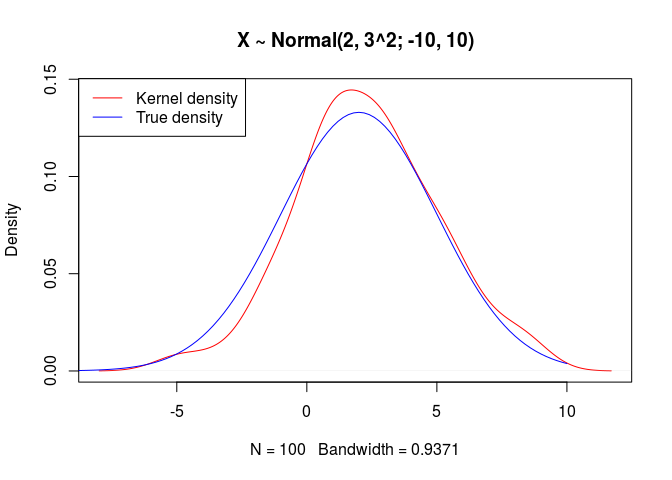 X ~ Normal(2, 3^2; -10, 10)
Kernel density
True density
0.15
0.10
0.05
0.00
Density
-5 0 5 10
N = 100 Bandwidth = 0.9371